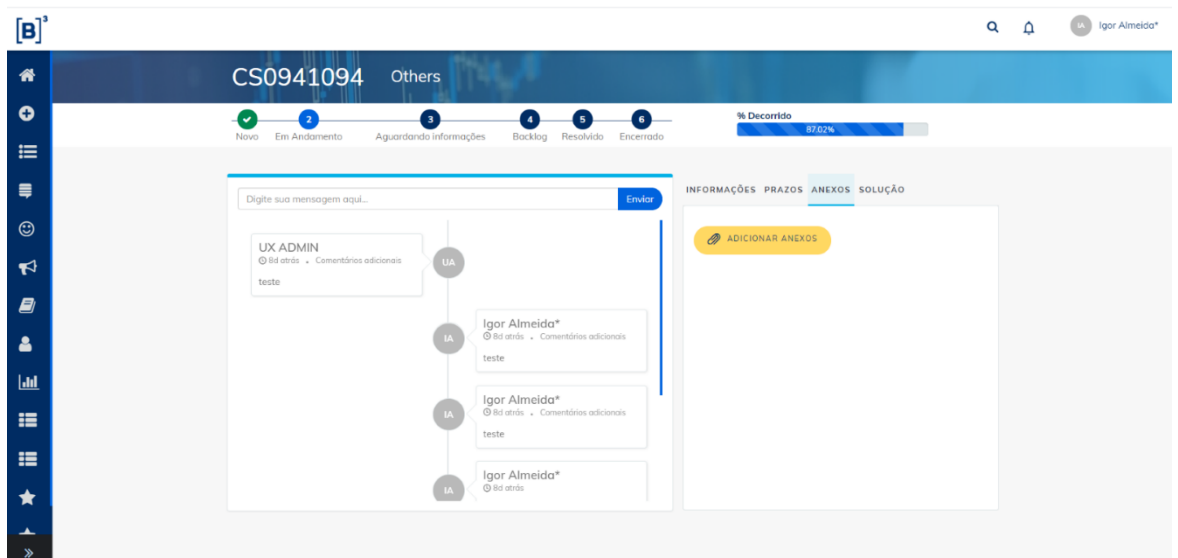 [B]³
IA Igor Almeida*
CS0941094 Others
2 3 4 5 6
Novo Em Andamento Aguardando informações Backlog Resolvido Encerrado
% Decorrido
87.02%
Digite sua mensagem aqui... Enviar
UX ADMIN
8d atrás . Comentários adicionais
teste
UA
IA
Igor Almeida*
8d atrás . Comentários adicionais
teste
IA
Igor Almeida*
8d atrás . Comentários adicionais
teste
IA
Igor Almeida*
8d atrás
INFORMAÇÕES PRAZOS ANEXOS SOLUÇÃO
ADICIONAR ANEXOS